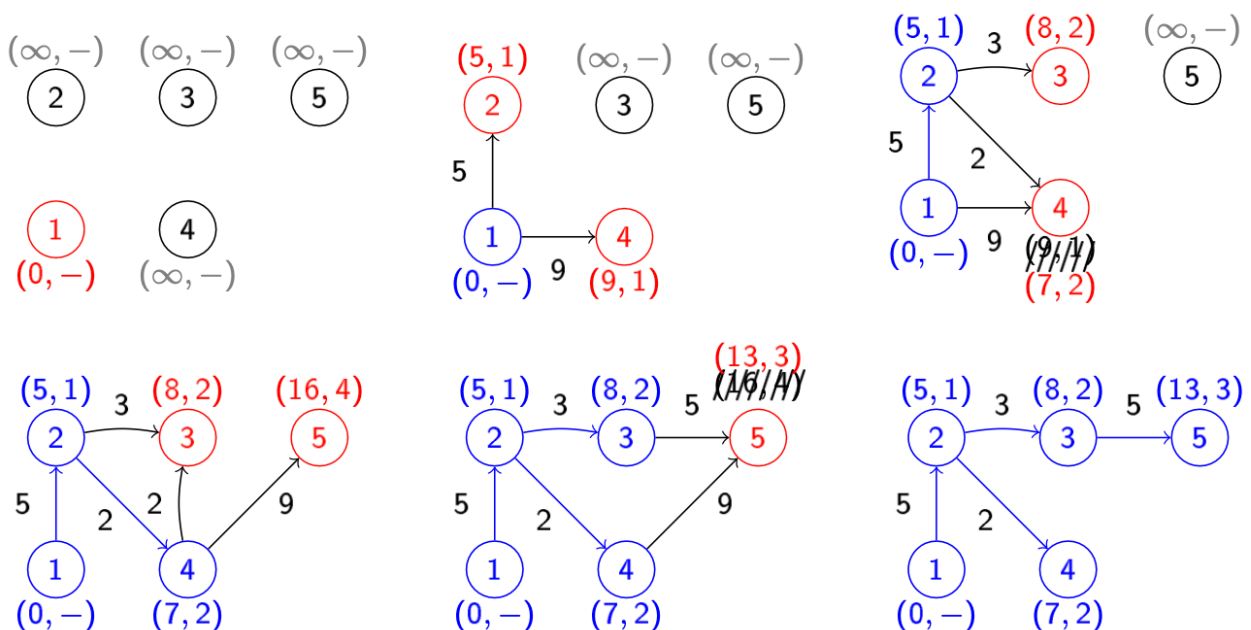 (∞, −) (∞, −) (∞, −)
2 3 5
1 4
(0, −) (∞, −)
(5, 1) (∞, −) (∞, −)
2 3 5
5
1 4
9
(0, −) (9, 1)
(5, 1) (8, 2) (∞, −)
3
2 3 5
5 2
1 4
9
(0, −) (9, 1)
(7, 2)
(5, 1) (8, 2) (16, 4)
3
2 3 5
5 2 2 9
1 4
(0, −) (7, 2)
(13, 3)
(5, 1) (8, 2) (16, 4)
3 5
2 3 5
5 2 9
1 4
(0, −) (7, 2)
(5, 1) (8, 2) (13, 3)
3 5
2 3 5
5 2
1 4
(0, −) (7, 2)